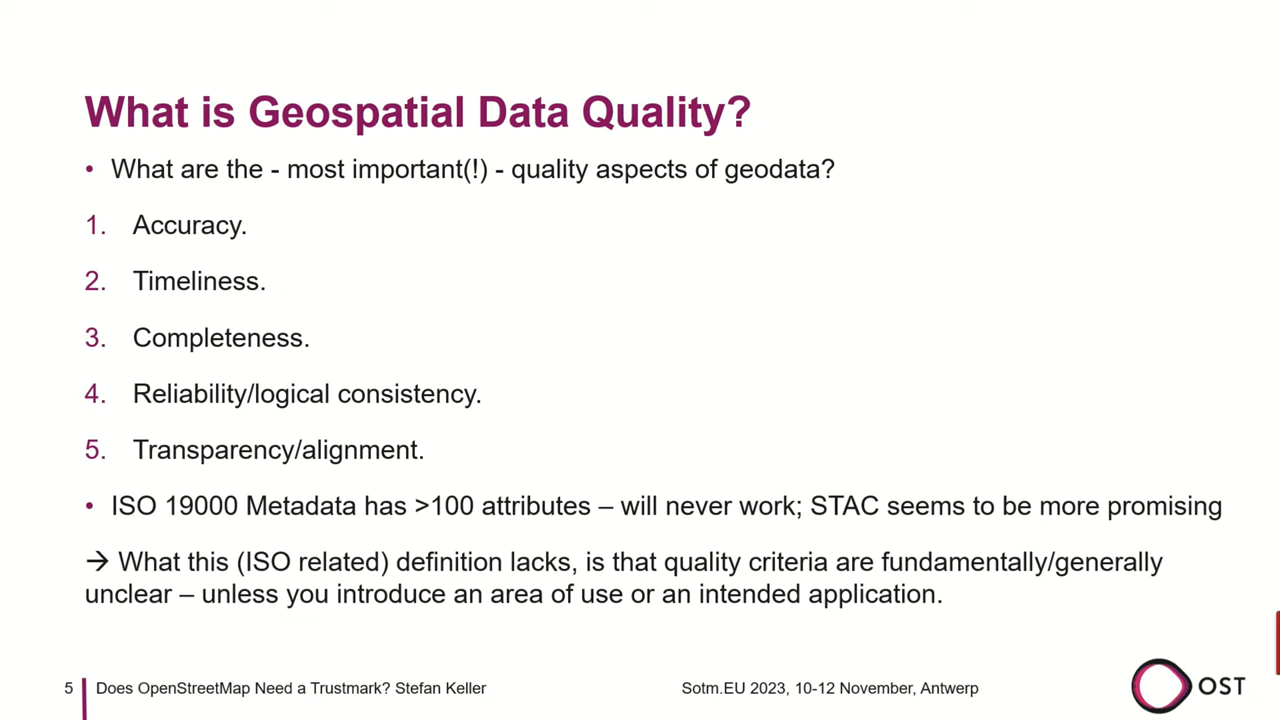 What is Geospatial Data Quality?
• What are the - most important(!) - quality aspects of geodata?
1. Accuracy.
2. Timeliness.
3. Completeness.
4. Reliability/logical consistency.
5. Transparency/alignment.
• ISO 19000 Metadata has >100 attributes – will never work; STAC seems to be more promising
→ What this (ISO related) definition lacks, is that quality criteria are fundamentally/generally
unclear – unless you introduce an area of use or an intended application.
5 Does OpenStreetMap Need a Trustmark? Stefan Keller
Sotm.EU 2023, 10-12 November, Antwerp
OST